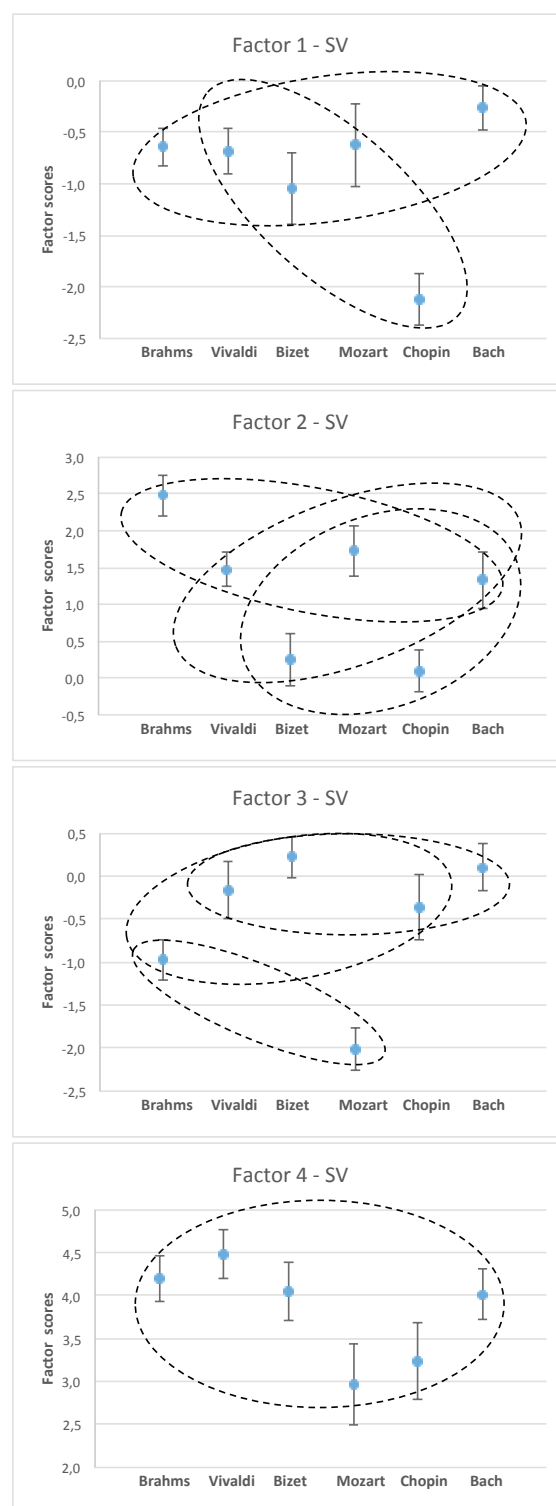 Factor 1 - SV
0,0
-0,5
-1,0
-1,5
-2,0
-2,5
Factor scores
Brahms Vivaldi Bizet Mozart Chopin Bach
Factor 2 - SV
3,0
2,5
2,0
1,5
1,0
0,5
0,0
-0,5
Factor scores
Brahms Vivaldi Bizet Mozart Chopin Bach
Factor 3 - SV
0,5
0,0
-0,5
-1,0
-1,5
-2,0
-2,5
Factor scores
Brahms Vivaldi Bizet Mozart Chopin Bach
Factor 4 - SV
5,0
4,5
4,0
3,5
3,0
2,5
2,0
Factor scores
Brahms Vivaldi Bizet Mozart Chopin Bach